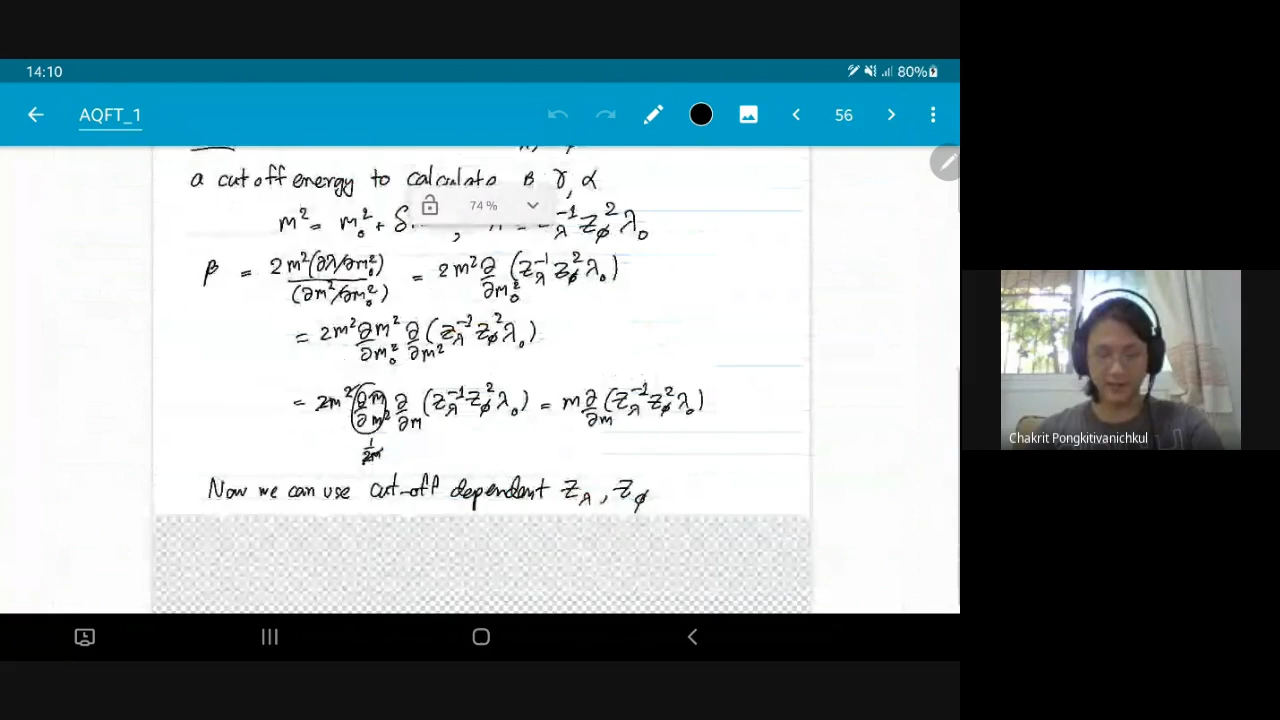 14:10
80%
AQFT_1
56
a cut off energy to calculate β γ, α
74%
m² = m₀² + δ , Z_λ⁻¹ Z_φ² λ₀
β = 2m²(∂λ/∂m₀²)/(∂m²/∂m₀²) = 2m² ∂/∂m₀² (Z_λ⁻¹ Z_φ² λ₀)
= 2m² ∂m²/∂m₀² ∂/∂m² (Z_λ⁻¹ Z_φ² λ₀)
= 2m² ∂m/∂m² ∂/∂m (Z_λ⁻¹ Z_φ² λ₀) = m ∂/∂m (Z_λ⁻¹ Z_φ² λ₀)
1/2m
Now we can use cut-off dependent Z_λ, Z_φ
Chakrit Pongkitivanichkul